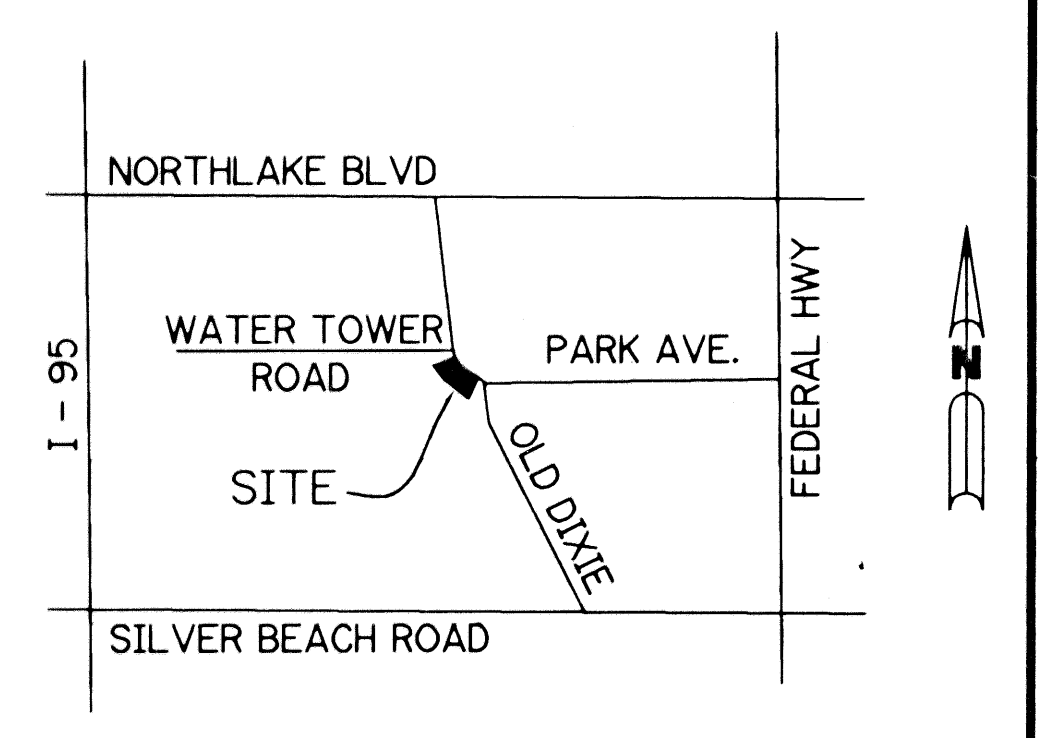 NORTHLAKE BLVD
WATER TOWER
ROAD
PARK AVE.
I-95
FEDERAL HWY
N
SITE
OLD DIXIE
SILVER BEACH ROAD